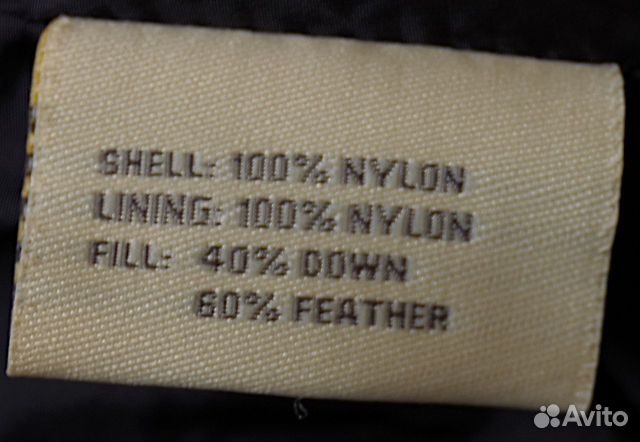 SHELL: 100% NYLON
LINING: 100% NYLON
FILL: 40% DOWN
60% FEATHER
Avito